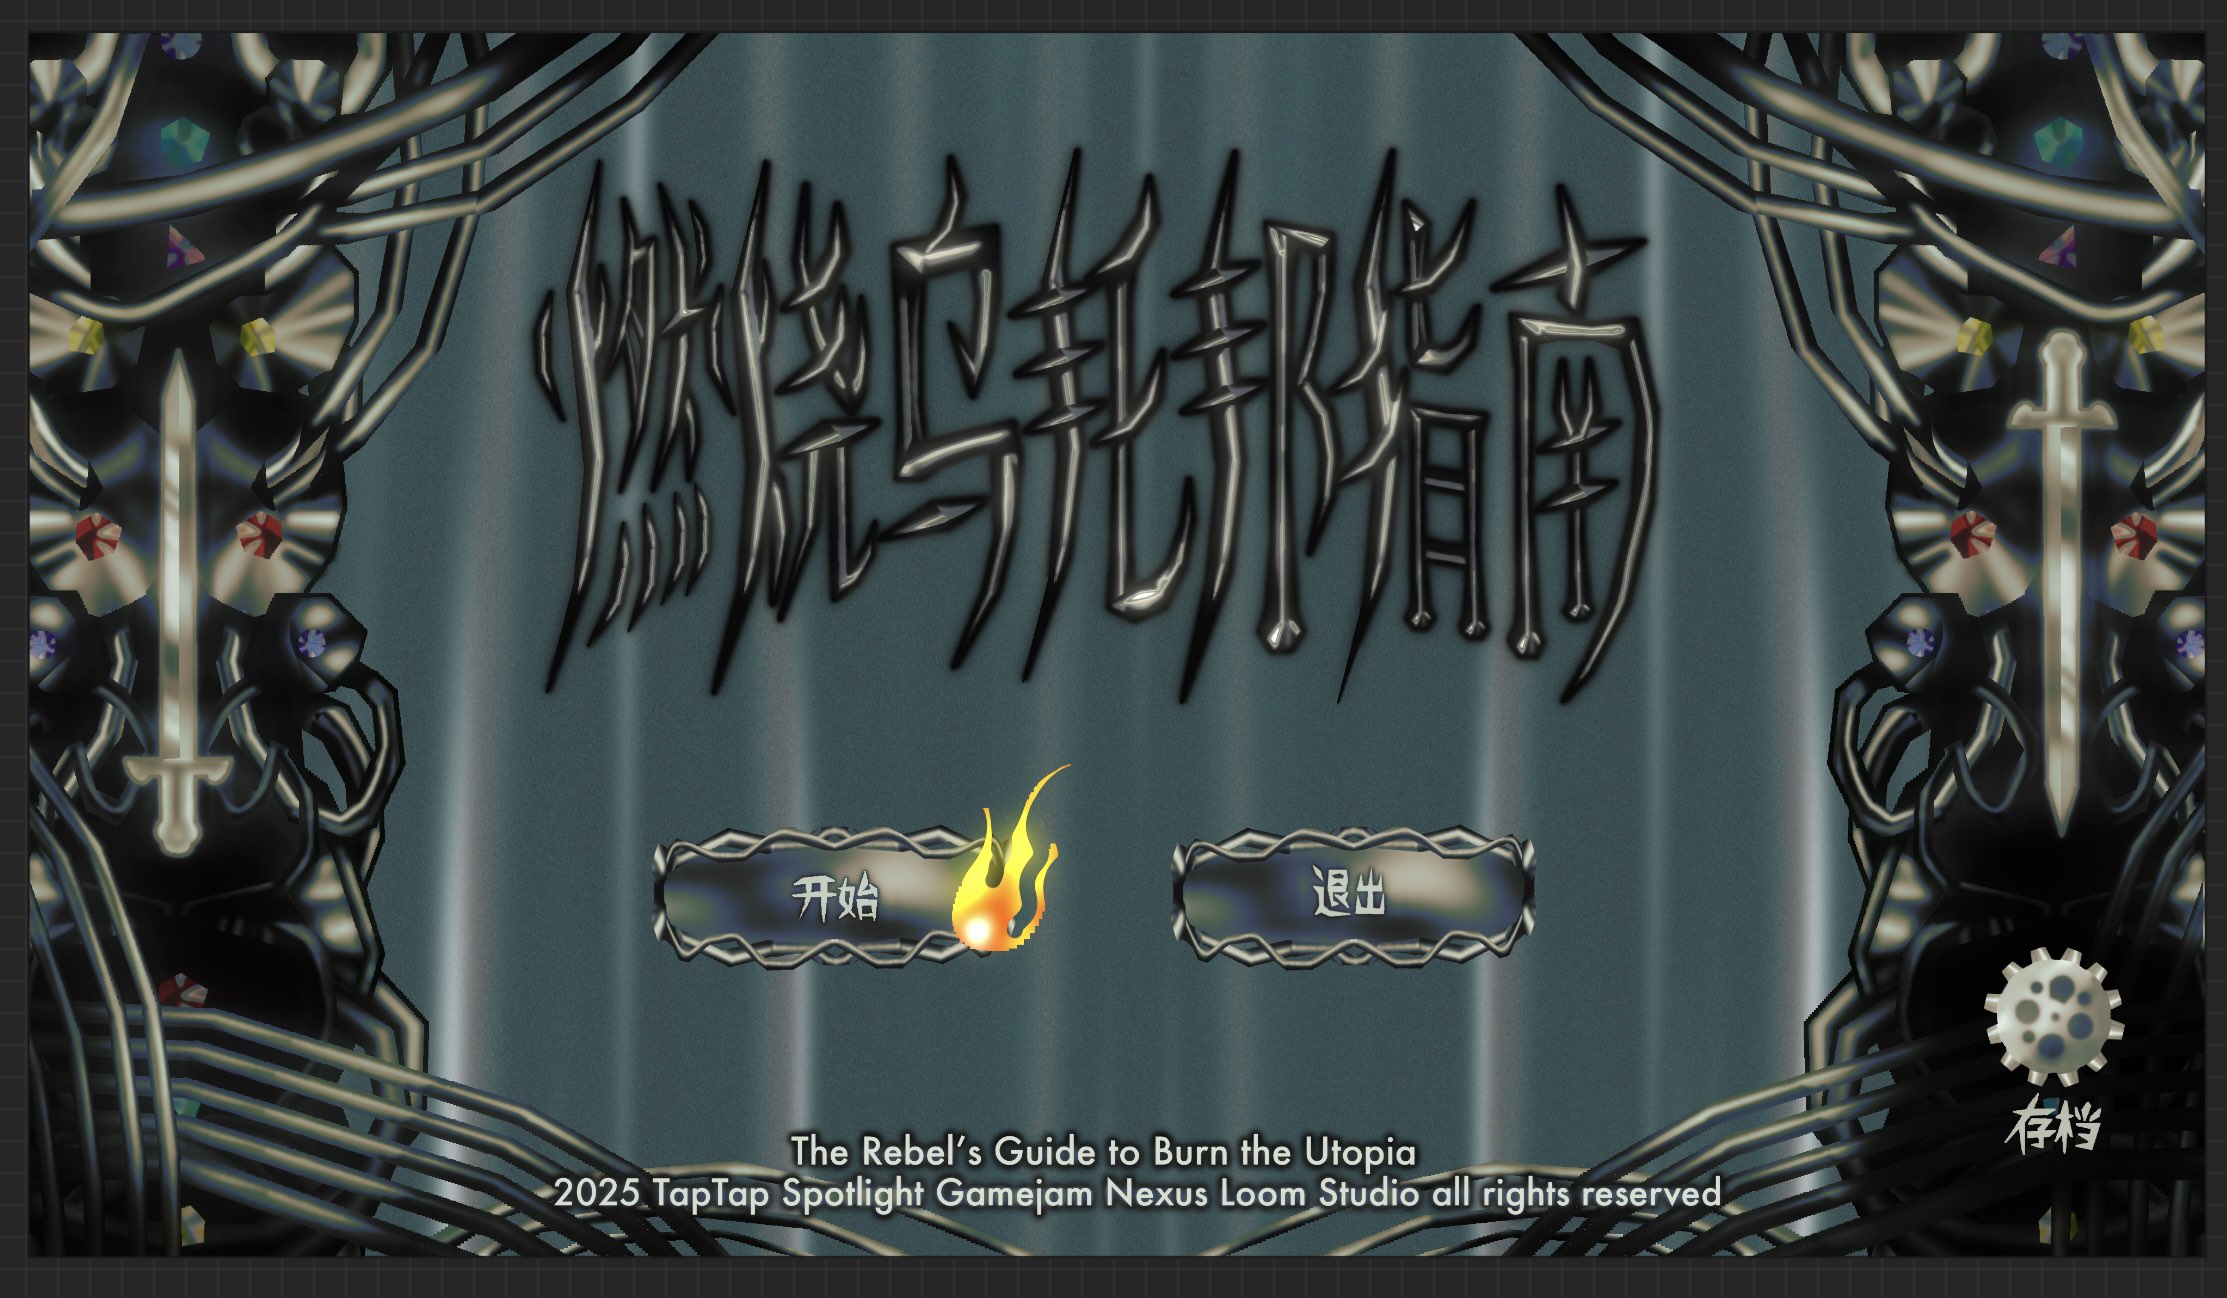 燃烧乌托邦指南
开始
退出
存档
The Rebel's Guide to Burn the Utopia
2025 TapTap Spotlight Gamejam Nexus Loom Studio all rights reserved